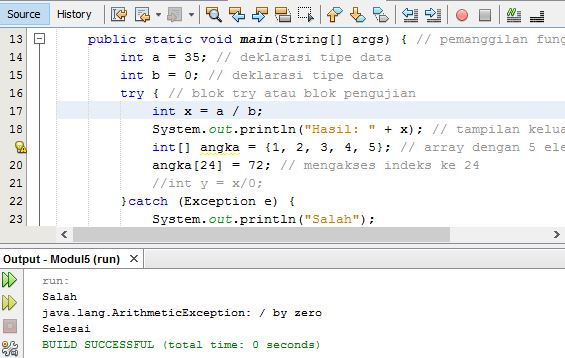 Source History
13 public static void main(String[] args) { // pemanggilan fung
14 int a = 35; // deklarasi tipe data
15 int b = 0; // deklarasi tipe data
16 try { // blok try atau blok pengujian
17 int x = a / b;
18 System.out.println("Hasil: " + x); // tampilan kelua
int[] angka = {1, 2, 3, 4, 5}; // array dengan 5 ele
20 angka[24] = 72; // mengakses indeks ke 24
21 //int y = x/0;
22 }catch (Exception e) {
23 System.out.println("Salah");
Output - Modul5 (run)
run:
Salah
java.lang.ArithmeticException: / by zero
Selesai
BUILD SUCCESSFUL (total time: 0 seconds)